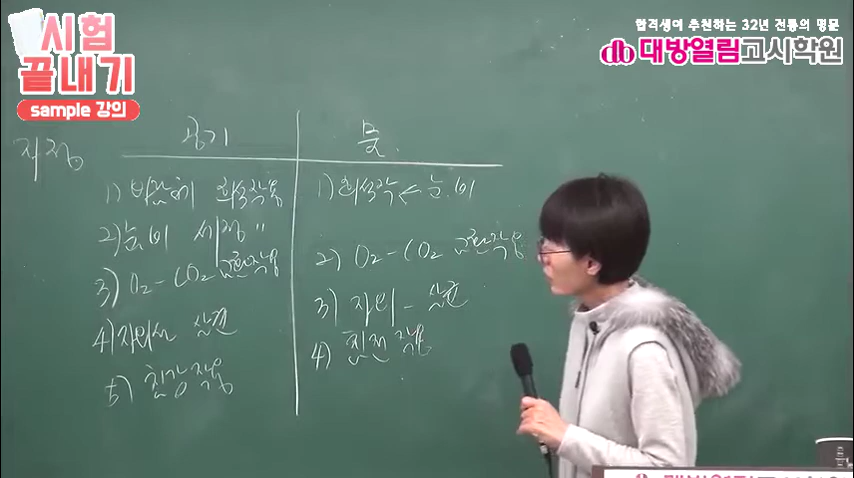 시험
끝내기
sample 강의
합격생이 추천하는 32년 전통의 명문
대방열림고시학원
자정
공기
물.
1) 바람에 희석작용
2) 눈.비 세정 "
3) O₂-CO₂ 교환작용
4) 자외선 살균
5) 침강작용
1) 희석작 ← 눈.비
2) O₂-CO₂ 교환작용
3) 자외 - 살균
4) 침전 작용